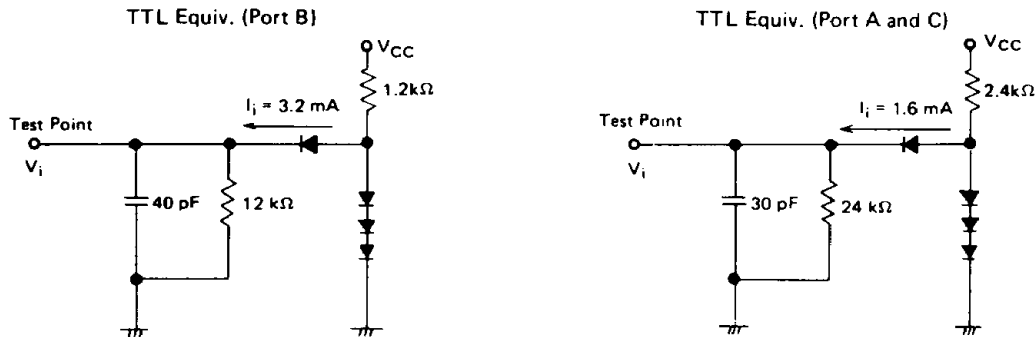 TTL Equiv. (Port B)
VCC
1.2kΩ
Ii = 3.2 mA
Test Point
Vi
40 pF
12 kΩ
TTL Equiv. (Port A and C)
VCC
2.4kΩ
Ii = 1.6 mA
Test Point
Vi
30 pF
24 kΩ